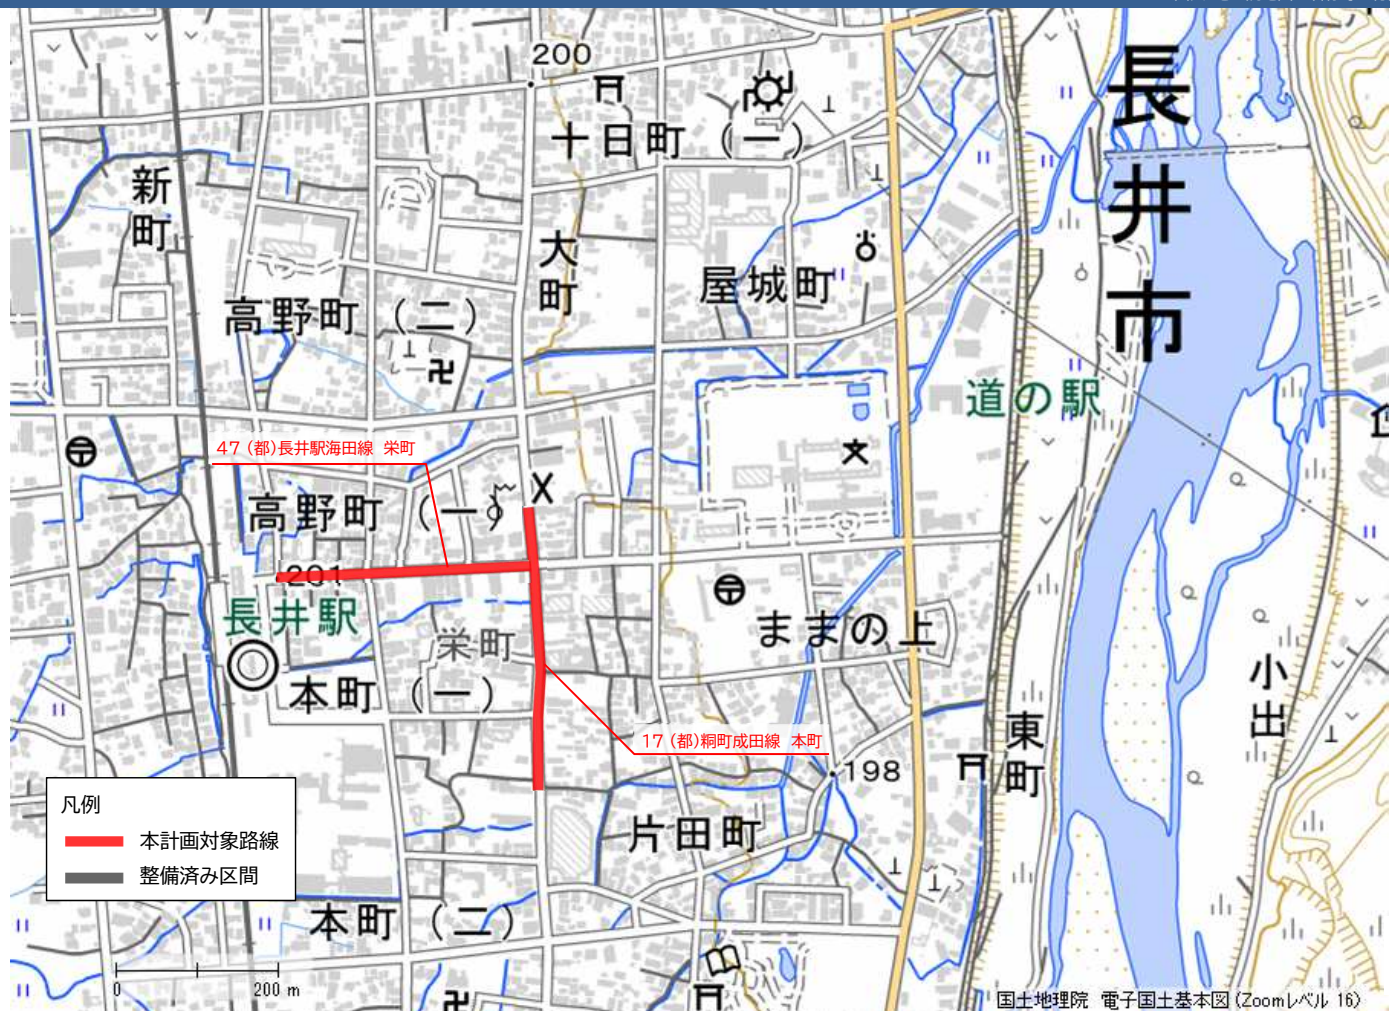 200
長井市
十日町（一）
新町
大町
屋城町
高野町（二）
道の駅
47 (都)長井駅海田線 栄町
高野町（一）
201
長井駅
栄町
ままの上
本町（一）
小出
東町
17 (都)粡町成田線 本町
198
片田町
凡例
本計画対象路線
整備済み区間
本町（二）
0
200 m
国土地理院 電子国土基本図(Zoomレベル 16)